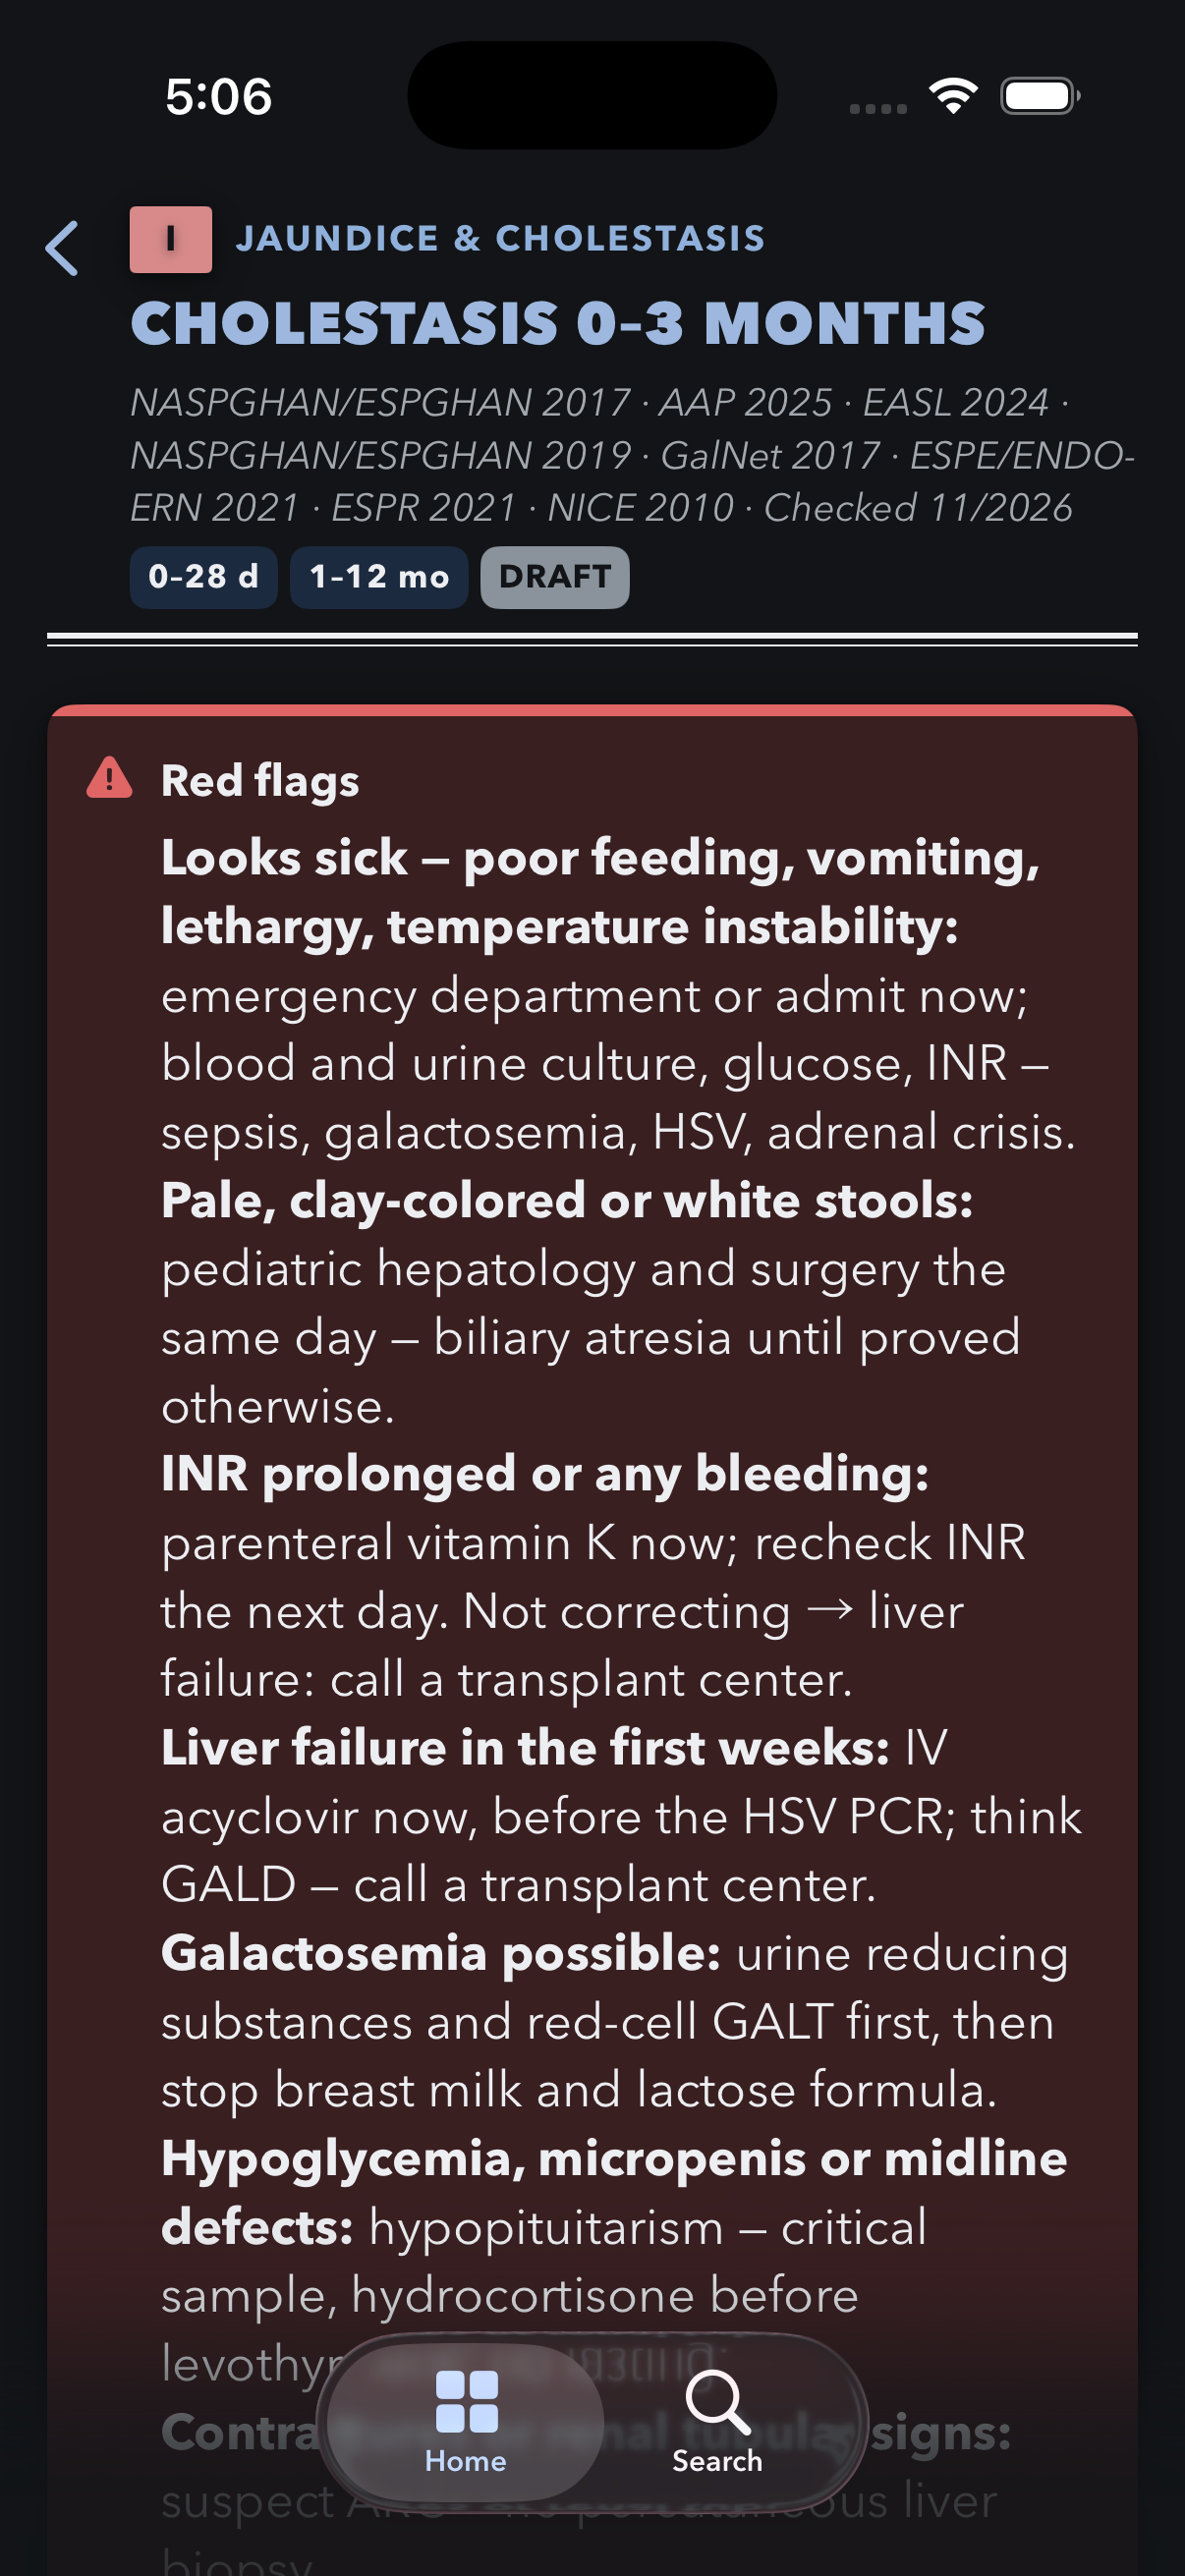 5:06
I JAUNDICE & CHOLESTASIS
CHOLESTASIS 0–3 MONTHS
NASPGHAN/ESPGHAN 2017 · AAP 2025 · EASL 2024 ·
NASPGHAN/ESPGHAN 2019 · GalNet 2017 · ESPE/ENDO-
ERN 2021 · ESPR 2021 · NICE 2010 · Checked 11/2026
0–28 d 1–12 mo DRAFT
Red flags
Looks sick — poor feeding, vomiting,
lethargy, temperature instability:
emergency department or admit now;
blood and urine culture, glucose, INR —
sepsis, galactosemia, HSV, adrenal crisis.
Pale, clay-colored or white stools:
pediatric hepatology and surgery the
same day — biliary atresia until proved
otherwise.
INR prolonged or any bleeding:
parenteral vitamin K now; recheck INR
the next day. Not correcting → liver
failure: call a transplant center.
Liver failure in the first weeks: IV
acyclovir now, before the HSV PCR; think
GALD — call a transplant center.
Galactosemia possible: urine reducing
substances and red-cell GALT first, then
stop breast milk and lactose formula.
Hypoglycemia, micropenis or midline
defects: hypopituitarism — critical
sample, hydrocortisone before
signs:
suspect liver
biopsy
Home Search